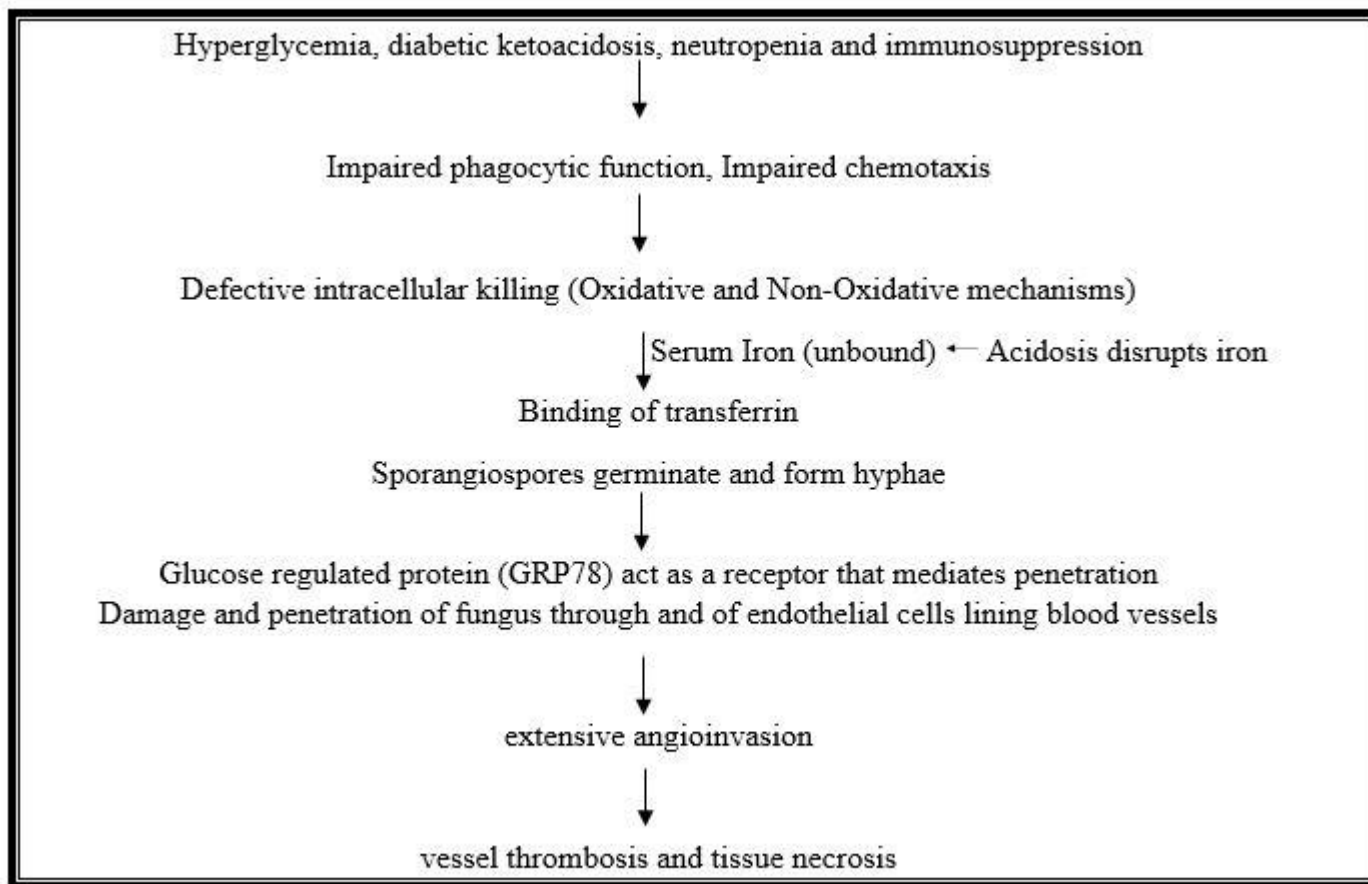 Hyperglycemia, diabetic ketoacidosis, neutropenia and immunosuppression
Impaired phagocytic function, Impaired chemotaxis
Defective intracellular killing (Oxidative and Non-Oxidative mechanisms)
Serum Iron (unbound) ← Acidosis disrupts iron
Binding of transferrin
Sporangiospores germinate and form hyphae
Glucose regulated protein (GRP78) act as a receptor that mediates penetration
Damage and penetration of fungus through and of endothelial cells lining blood vessels
extensive angioinvasion
vessel thrombosis and tissue necrosis